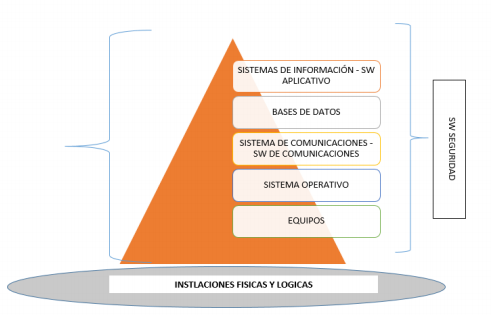 SISTEMAS DE INFORMACIÓN - SW
APLICATIVO
BASES DE DATOS
SISTEMA DE COMUNICACIONES -
SW DE COMUNICACIONES
SISTEMA OPERATIVO
EQUIPOS
SW SEGURIDAD
INSTLACIONES FISICAS Y LOGICAS